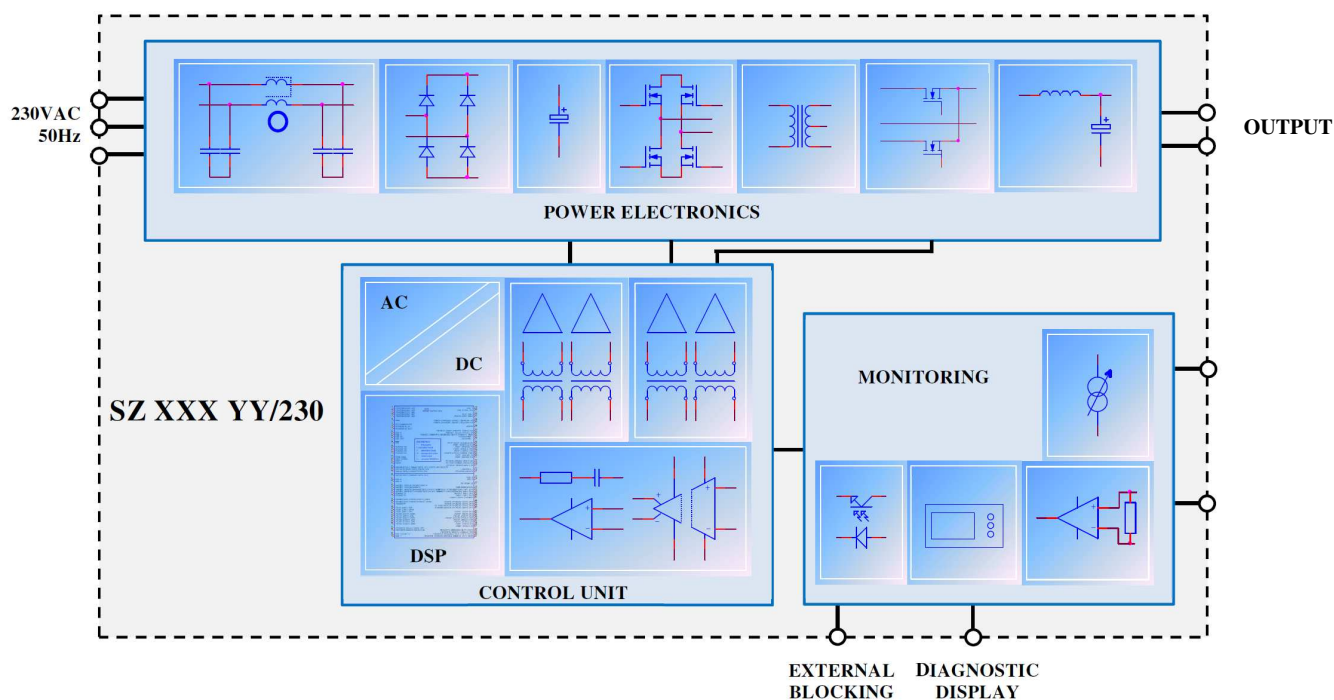 230VAC
50Hz
OUTPUT
POWER ELECTRONICS
AC
DC
MONITORING
SZ XXX YY/230
DSP
CONTROL UNIT
EXTERNAL
BLOCKING
DIAGNOSTIC
DISPLAY